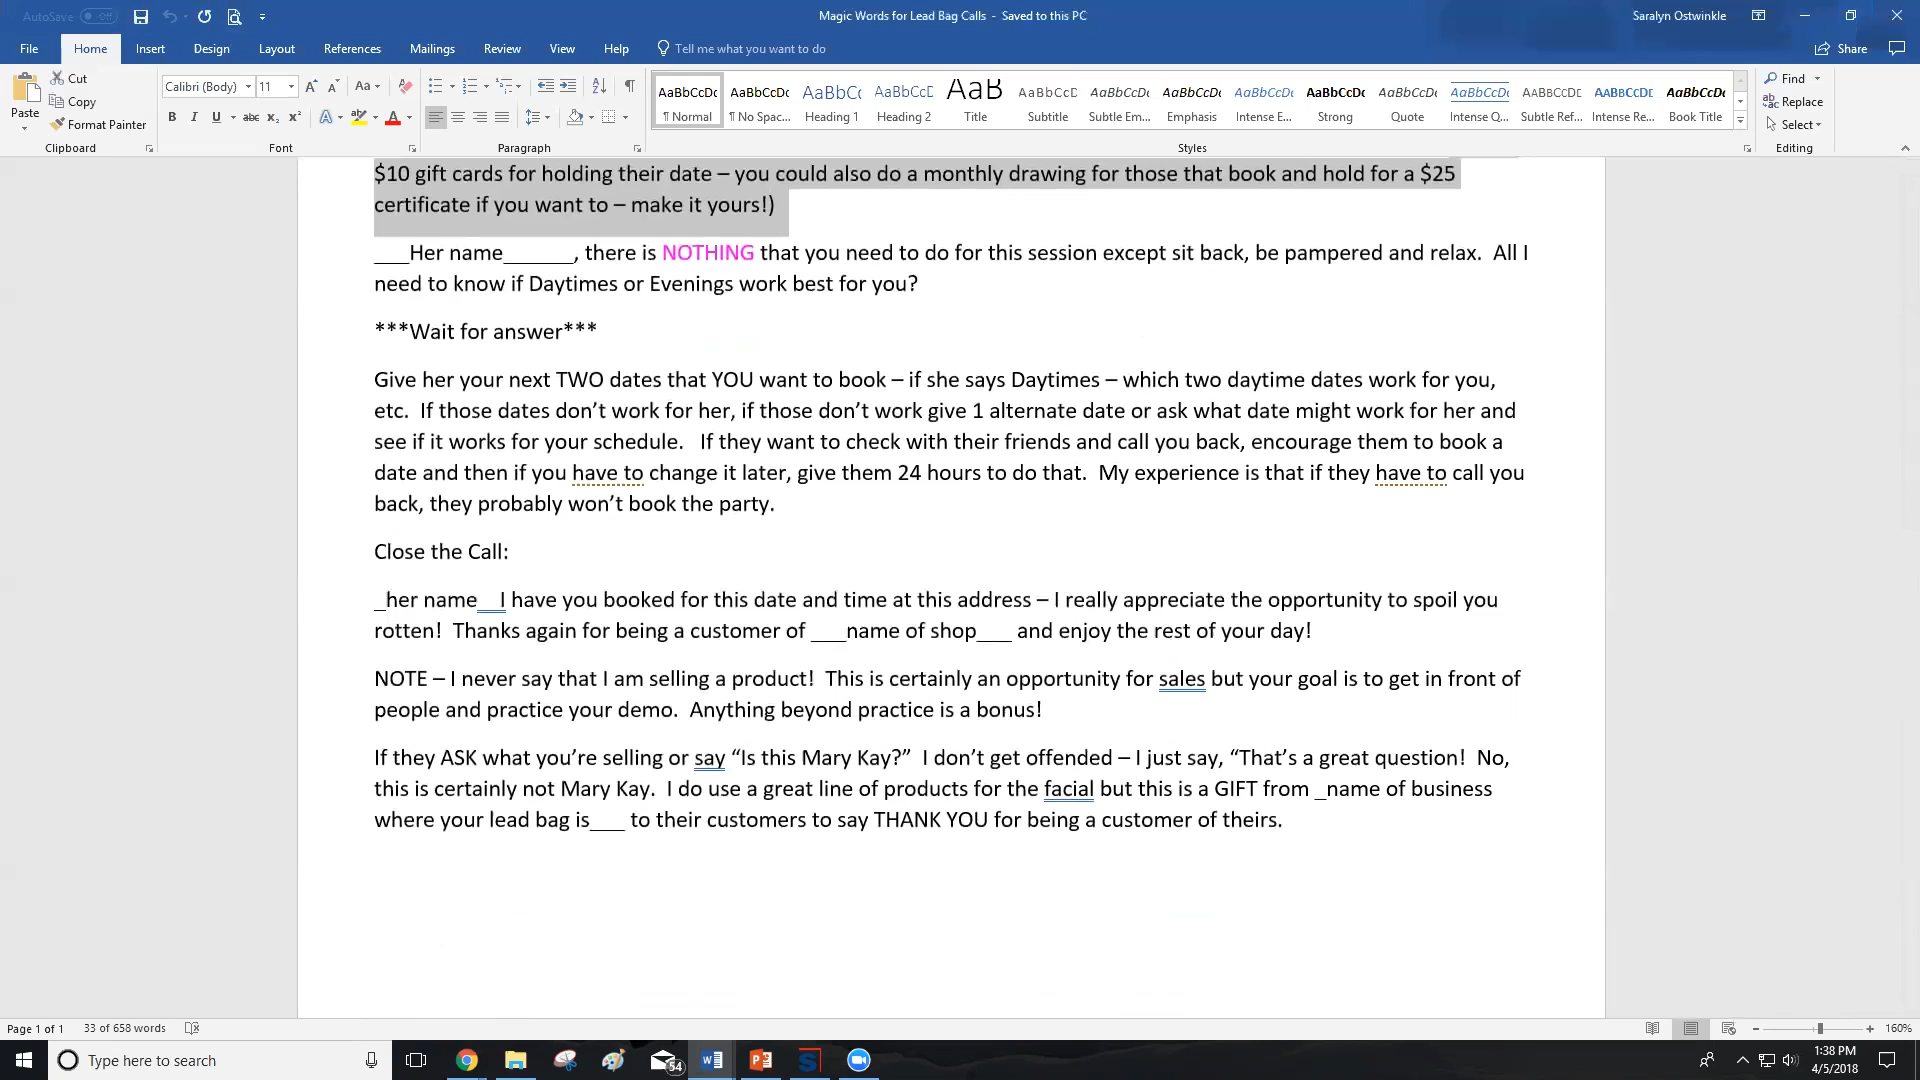 AutoSave Off
Magic Words for Lead Bag Calls - Saved to this PC
Saralyn Ostwinkle
File Home Insert Design Layout References Mailings Review View Help Tell me what you want to do
Share
Paste
Cut
Copy
Format Painter
Calibri (Body) 11
Aa
B I U abc x₂ x²
AaBbCcDc AaBbCcDc AaBbC( AaBbCcD AaB AaBbCcD AaBbCcDc AaBbCcDc AaBbCcDc AaBbCcDc AaBbCcDc AaBbCcDc AABBCCDE AABBCCDE AaBbCcDc
¶ Normal ¶ No Spac... Heading 1 Heading 2 Title Subtitle Subtle Em... Emphasis Intense E... Strong Quote Intense Q... Subtle Ref... Intense Re... Book Title
Find
Replace
Select
Clipboard Font Paragraph Styles Editing
$10 gift cards for holding their date – you could also do a monthly drawing for those that book and hold for a $25
certificate if you want to – make it yours!)
___Her name______, there is NOTHING that you need to do for this session except sit back, be pampered and relax.  All I
need to know if Daytimes or Evenings work best for you?
***Wait for answer***
Give her your next TWO dates that YOU want to book – if she says Daytimes – which two daytime dates work for you,
etc.  If those dates don’t work for her, if those don’t work give 1 alternate date or ask what date might work for her and
see if it works for your schedule.   If they want to check with their friends and call you back, encourage them to book a
date and then if you have to change it later, give them 24 hours to do that.  My experience is that if they have to call you
back, they probably won’t book the party.
Close the Call:
_her name__I have you booked for this date and time at this address – I really appreciate the opportunity to spoil you
rotten!  Thanks again for being a customer of ___name of shop___ and enjoy the rest of your day!
NOTE – I never say that I am selling a product!  This is certainly an opportunity for sales but your goal is to get in front of
people and practice your demo.  Anything beyond practice is a bonus!
If they ASK what you’re selling or say “Is this Mary Kay?”  I don’t get offended – I just say, “That’s a great question!  No,
this is certainly not Mary Kay.  I do use a great line of products for the facial but this is a GIFT from _name of business
where your lead bag is___ to their customers to say THANK YOU for being a customer of theirs.
Page 1 of 1 33 of 658 words
160%
Type here to search
54
1:38 PM
4/5/2018